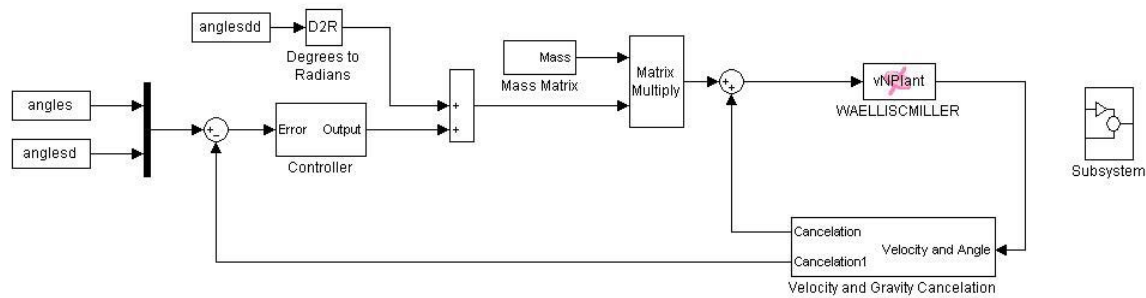 anglesdd
D2R
Degrees to
Radians
angles
anglesd
Error
Output
Controller
Mass
Mass Matrix
Matrix
Multiply
vNPlant
WAELLISCMILLER
Subsystem
Cancelation
Cancelation1
Velocity and Angle
Velocity and Gravity Cancelation